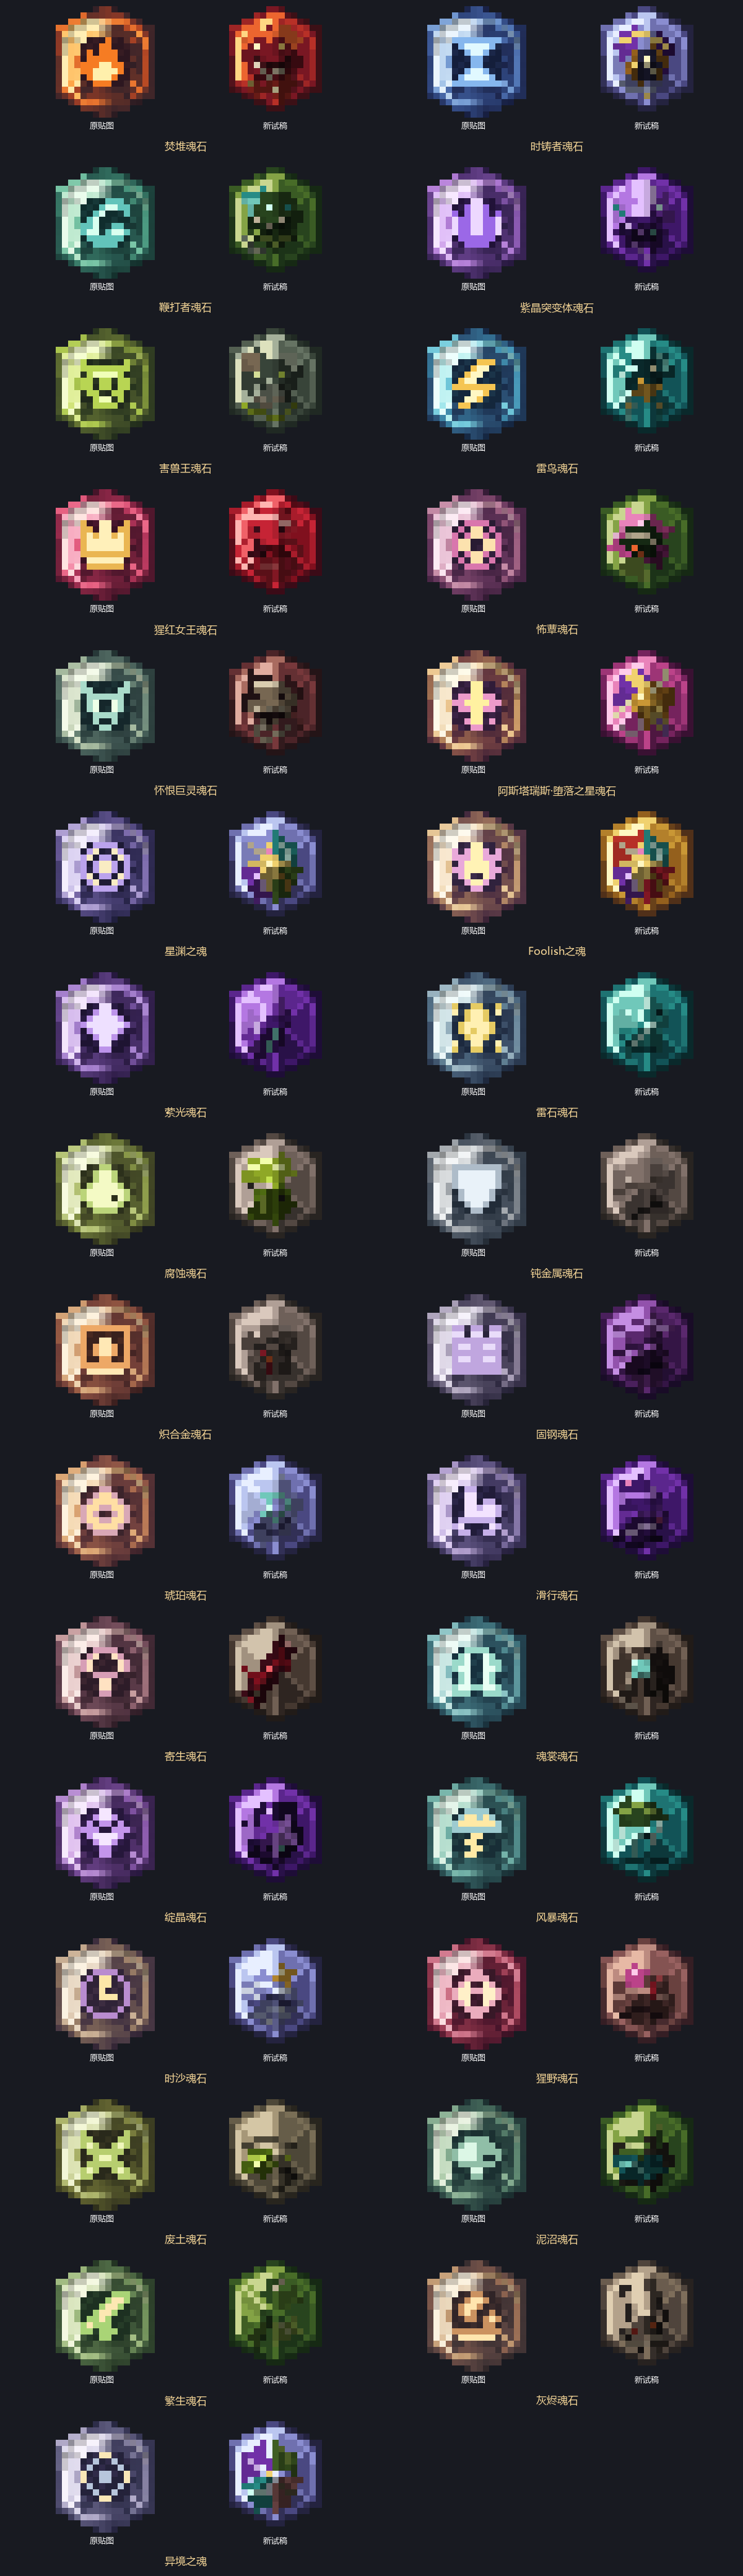 原贴图 新试稿 原贴图 新试稿
焚堆魂石 时铸者魂石
原贴图 新试稿 原贴图 新试稿
鞭打者魂石 紫晶突变体魂石
原贴图 新试稿 原贴图 新试稿
害兽王魂石 雷鸟魂石
原贴图 新试稿 原贴图 新试稿
猩红女王魂石 怖蕈魂石
原贴图 新试稿 原贴图 新试稿
怀恨巨灵魂石 阿斯塔瑞斯·堕落之星魂石
原贴图 新试稿 原贴图 新试稿
星渊之魂 Foolish之魂
原贴图 新试稿 原贴图 新试稿
萦光魂石 雷石魂石
原贴图 新试稿 原贴图 新试稿
腐蚀魂石 钝金属魂石
原贴图 新试稿 原贴图 新试稿
炽合金魂石 固钢魂石
原贴图 新试稿 原贴图 新试稿
琥珀魂石 滑行魂石
原贴图 新试稿 原贴图 新试稿
寄生魂石 魂裳魂石
原贴图 新试稿 原贴图 新试稿
绽晶魂石 风暴魂石
原贴图 新试稿 原贴图 新试稿
时沙魂石 猩野魂石
原贴图 新试稿 原贴图 新试稿
废土魂石 泥沼魂石
原贴图 新试稿 原贴图 新试稿
繁生魂石 灰烬魂石
原贴图 新试稿
异境之魂